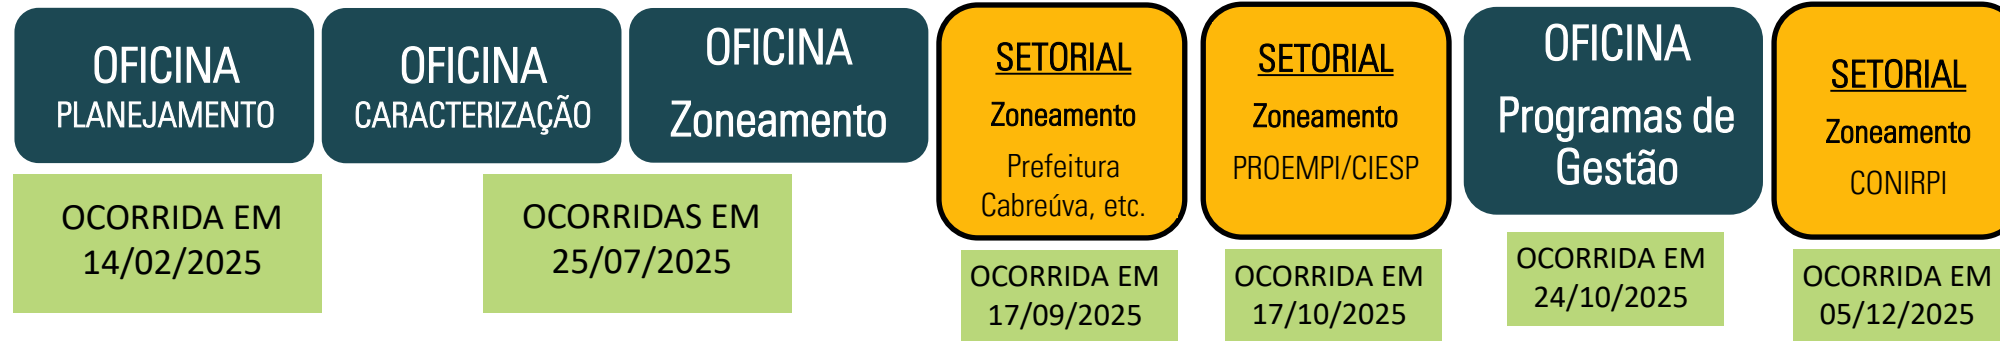 OFICINA
PLANEJAMENTO
OCORRIDA EM
14/02/2025
OFICINA
CARACTERIZAÇÃO
OFICINA
Zoneamento
OCORRIDAS EM
25/07/2025
SETORIAL
Zoneamento
Prefeitura
Cabreúva, etc.
OCORRIDA EM
17/09/2025
SETORIAL
Zoneamento
PROEMPI/CIESP
OCORRIDA EM
17/10/2025
OFICINA
Programas de
Gestão
OCORRIDA EM
24/10/2025
SETORIAL
Zoneamento
CONIRPI
OCORRIDA EM
05/12/2025